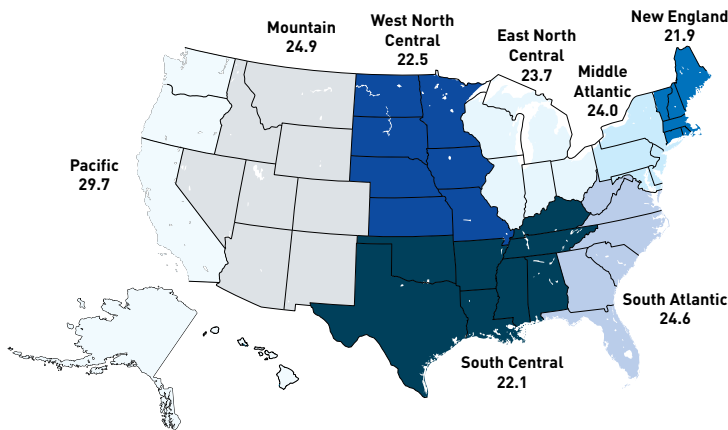 Mountain
24.9
West North
Central
22.5
East North
Central
23.7
New England
21.9
Middle
Atlantic
24.0
Pacific
29.7
South Atlantic
24.6
South Central
22.1